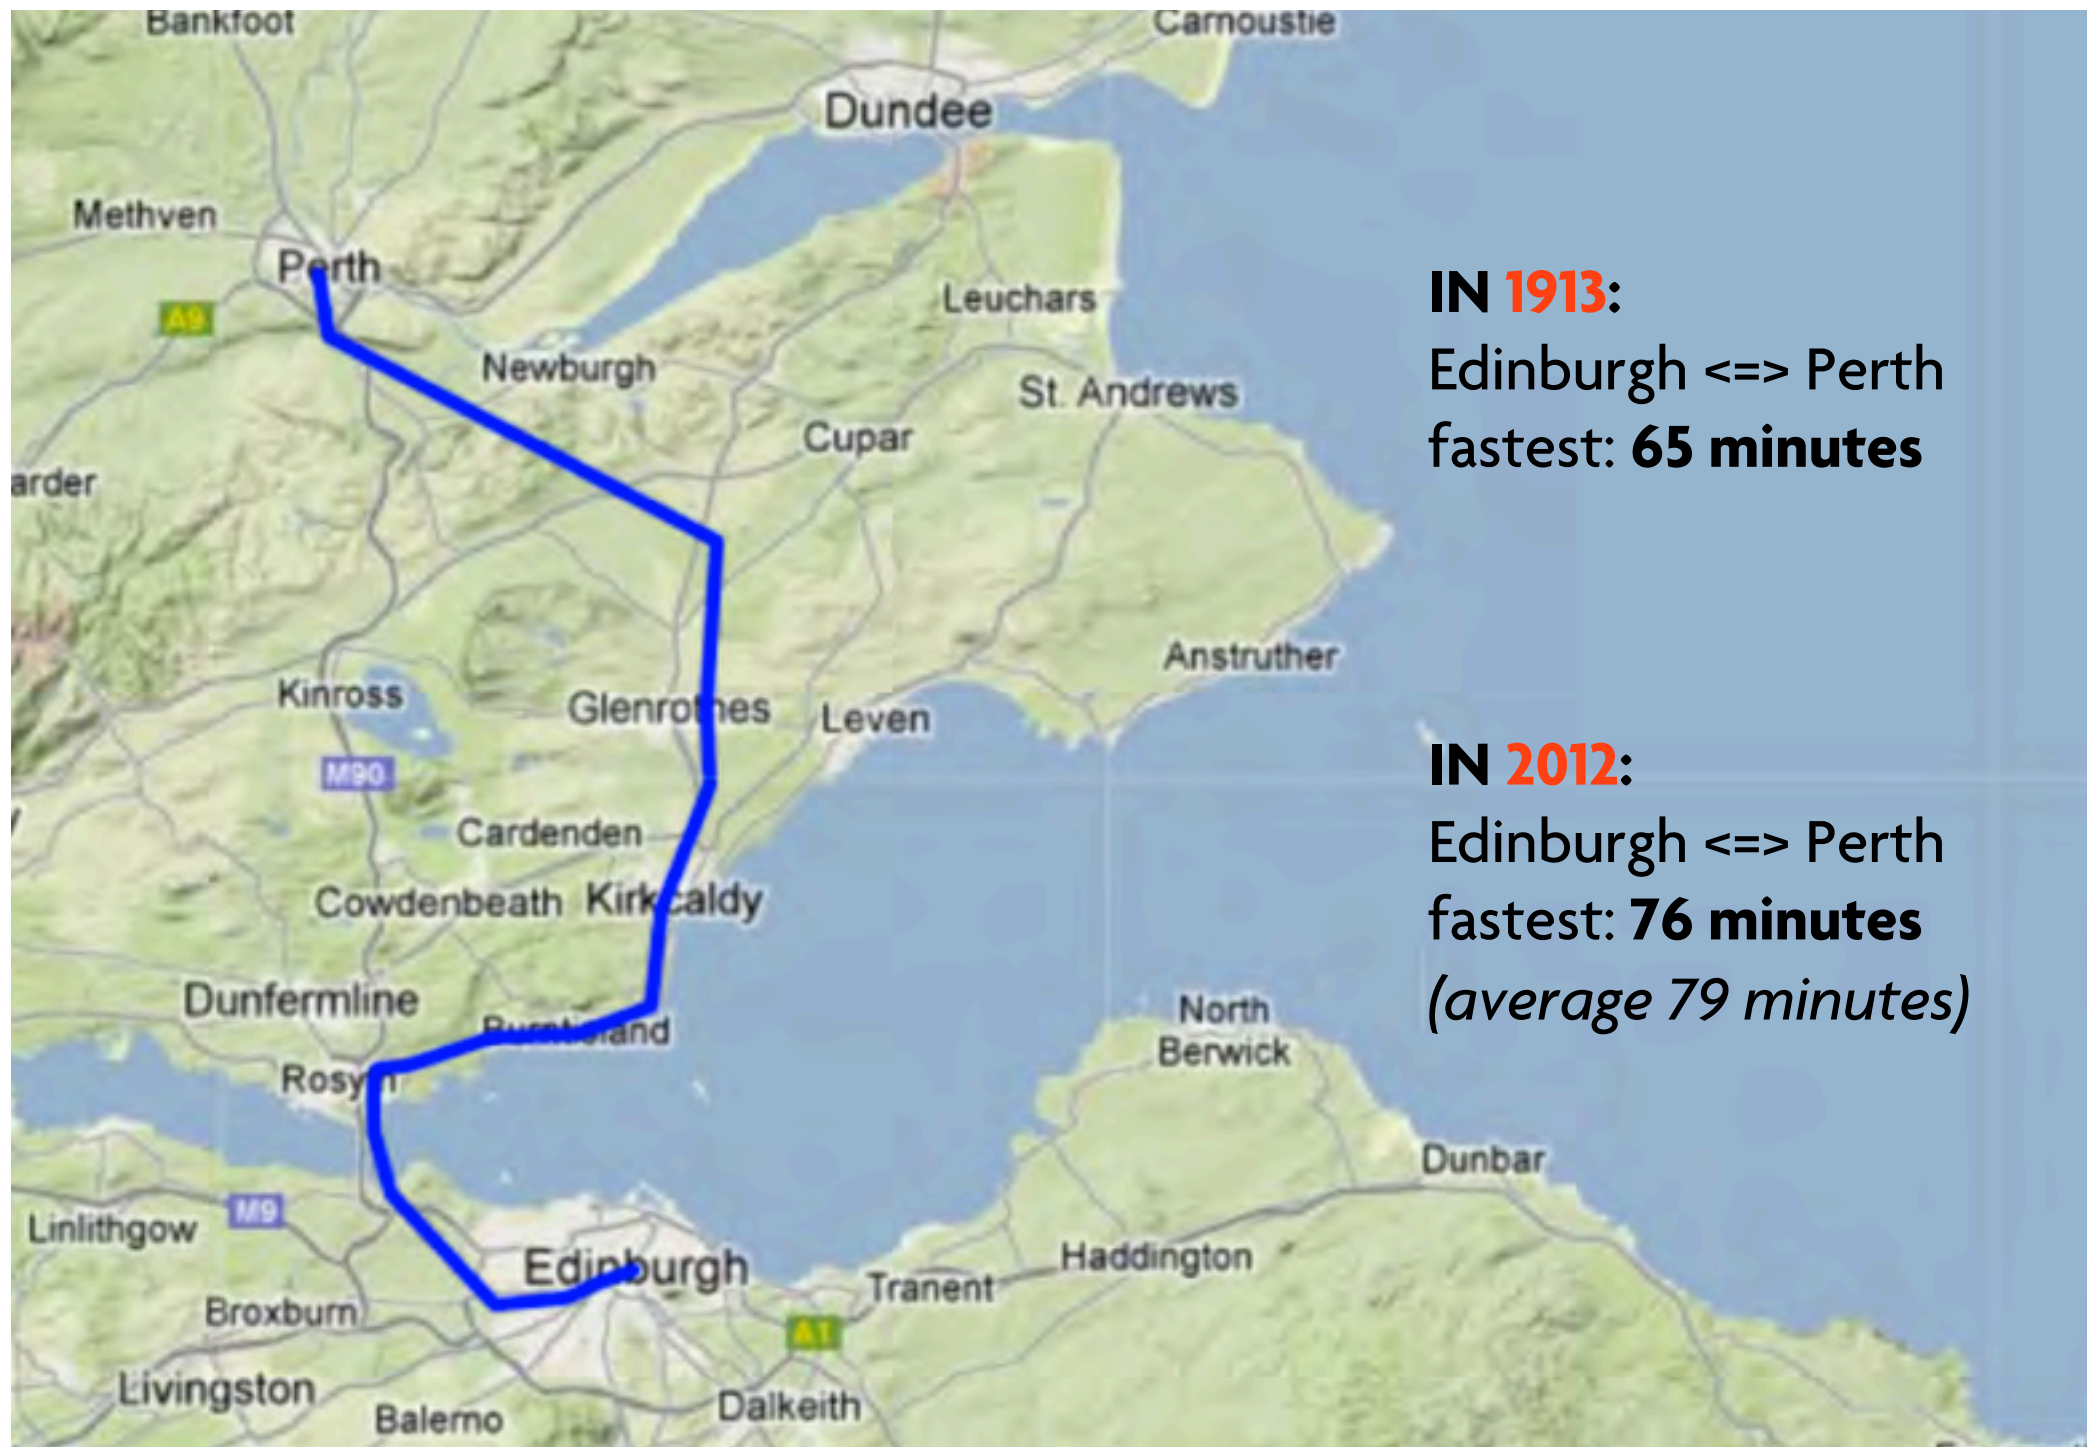 Bankfoot
Carnoustie
Dundee
Methven
Perth
A9
Leuchars
Newburgh
St. Andrews
Cupar
arder
Anstruther
Kinross
Glenrothes
Leven
M90
Cardenden
Cowdenbeath
Kirkcaldy
Dunfermline
Burntisland
Rosyth
North
Berwick
Dunbar
M9
Linlithgow
Edinburgh
Haddington
Tranent
Broxburn
A1
Livingston
Balerno
Dalkeith
IN 1913:
Edinburgh <=> Perth
fastest: 65 minutes
IN 2012:
Edinburgh <=> Perth
fastest: 76 minutes
(average 79 minutes)